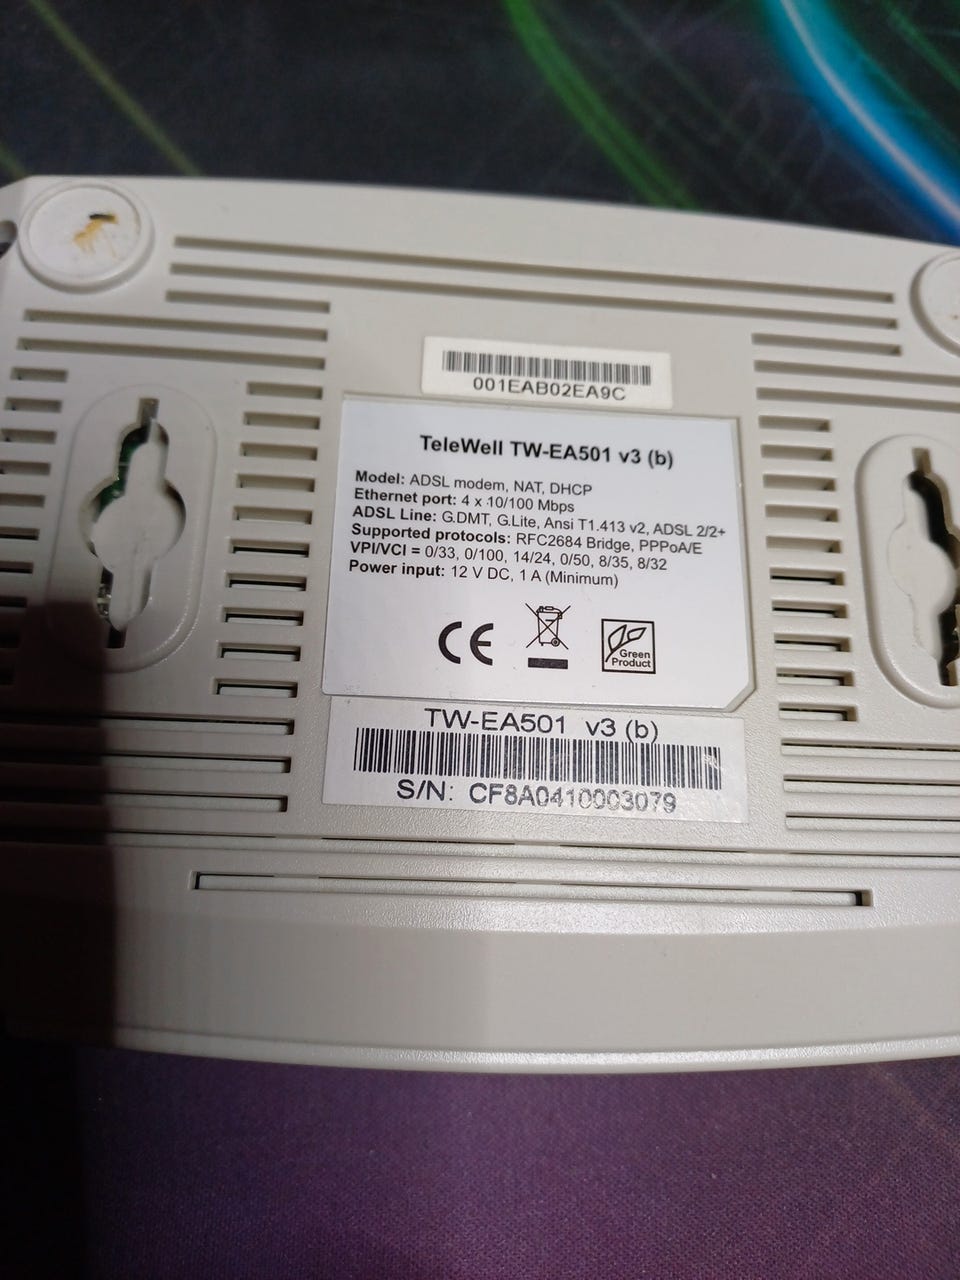 001EAB02EA9C
TeleWell TW-EA501 v3 (b)
Model: ADSL modem, NAT, DHCP
Ethernet port: 4 x 10/100 Mbps
ADSL Line: G.DMT, G.Lite, Ansi T1.413 v2, ADSL 2/2+
Supported protocols: RFC2684 Bridge, PPPoA/E
VPI/VCI = 0/33, 0/100, 14/24, 0/50, 8/35, 8/32
Power input: 12 V DC, 1 A (Minimum)
CE
Green
Product
TW-EA501 v3 (b)
S/N: CF8A0410003079